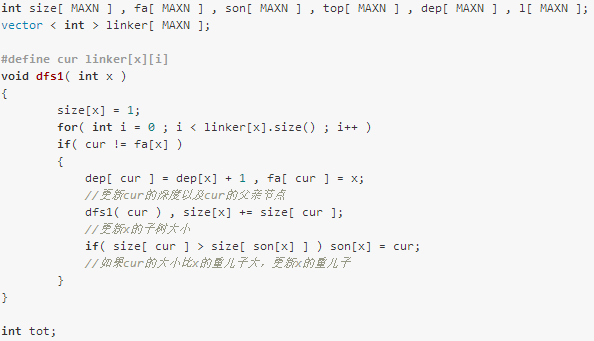 int size[ MAXN ] , fa[ MAXN ] , son[ MAXN ] , top[ MAXN ] , dep[ MAXN ] , l[ MAXN ];
vector < int > linker[ MAXN ];
#define cur linker[x][i]
void dfs1( int x )
{
size[x] = 1;
for( int i = 0 ; i < linker[x].size() ; i++ )
if( cur != fa[x] )
{
dep[ cur ] = dep[x] + 1 , fa[ cur ] = x;
//更新cur的深度以及cur的父亲节点
dfs1( cur ) , size[x] += size[ cur ];
//更新x的子树大小
if( size[ cur ] > size[ son[x] ] ) son[x] = cur;
//如果cur的大小比x的重儿子大，更新x的重儿子
}
}
int tot;